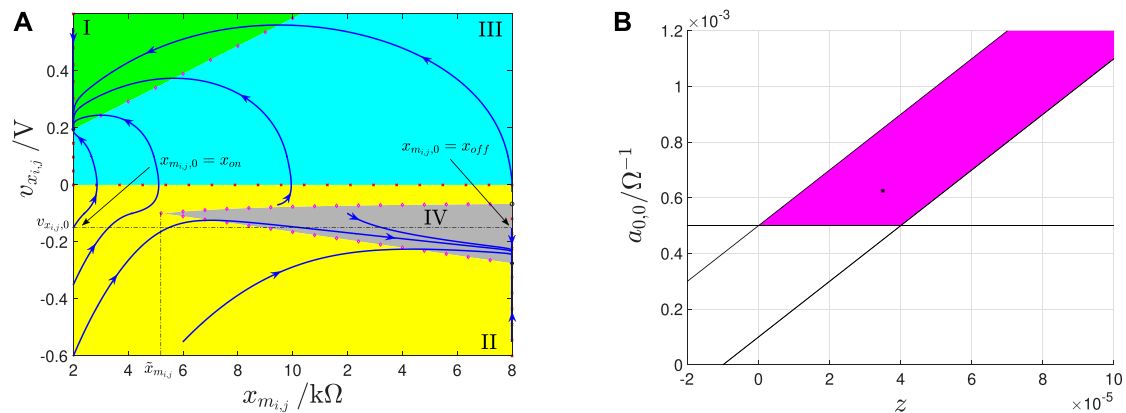 A
I
III
IV
II
0.4
0.2
0
-0.2
-0.4
-0.6
v_{x_{i,j}} /V
v_{x_{i,j},0}
x_{m_{i,j},0} = x_{on}
x_{m_{i,j},0} = x_{off}
2 4 6 8 10 2 4 6 8
x̃_{m_{i,j}}
x_{m_{i,j}} /kΩ
B
×10^{-3}
1.2
1
0.8
0.6
0.4
0.2
0
a_{0,0}/Ω^{-1}
-2 0 2 4 6 8 10
z
×10^{-5}